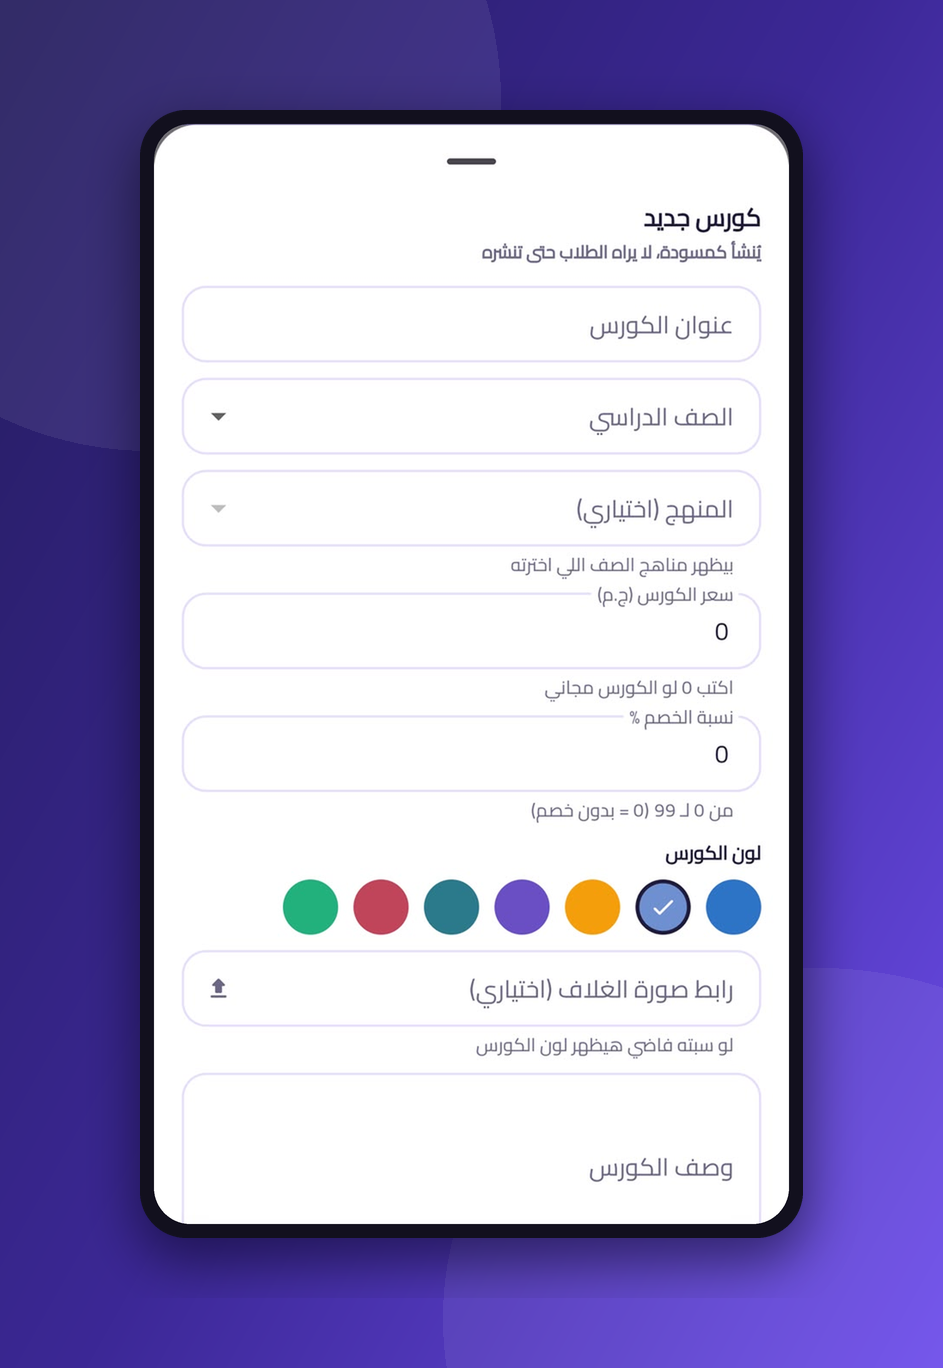 كورس جديد
يُنشأ كمسودة، لا يراه الطلاب حتى تنشره
عنوان الكورس
الصف الدراسي
المنهج (اختياري)
بيظهر مناهج الصف اللي اخترته
سعر الكورس (ج.م)
0
اكتب 0 لو الكورس مجاني
نسبة الخصم %
0
من 0 لـ 99 (0 = بدون خصم)
لون الكورس
رابط صورة الغلاف (اختياري)
لو سبته فاضي هيظهر لون الكورس
وصف الكورس